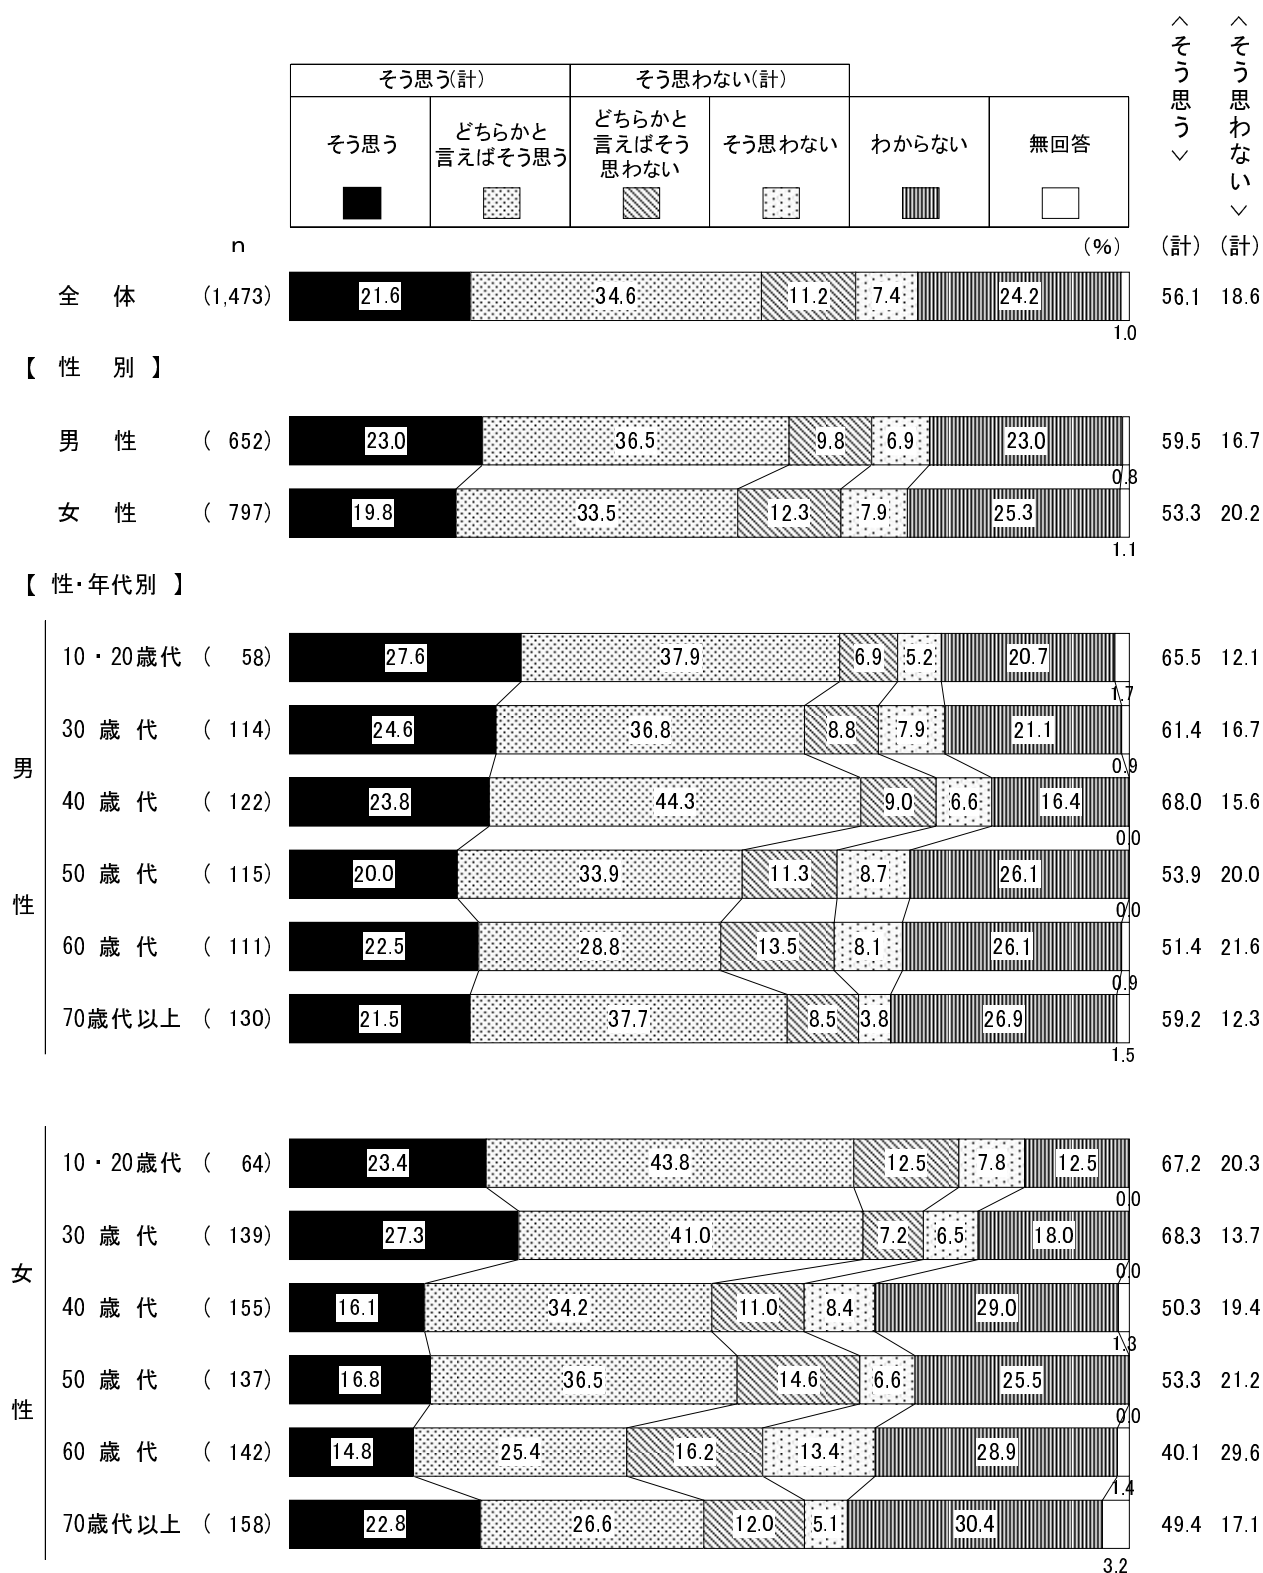 ＜そう思う＞ ＜そう思わない＞
そう思う(計) そう思わない(計)
そう思う どちらかと言えばそう思う どちらかと言えばそう思わない そう思わない わからない 無回答
n (%) (計) (計)
全体 (1,473) 21.6 34.6 11.2 7.4 24.2 56.1 18.6
1.0
【 性 別 】
男性 ( 652) 23.0 36.5 9.8 6.9 23.0 59.5 16.7
0.8
女性 ( 797) 19.8 33.5 12.3 7.9 25.3 53.3 20.2
1.1
【 性・年代別 】
男性
10・20歳代 ( 58) 27.6 37.9 6.9 5.2 20.7 65.5 12.1
1.7
30歳代 ( 114) 24.6 36.8 8.8 7.9 21.1 61.4 16.7
0.9
40歳代 ( 122) 23.8 44.3 9.0 6.6 16.4 68.0 15.6
0.0
50歳代 ( 115) 20.0 33.9 11.3 8.7 26.1 53.9 20.0
0.0
60歳代 ( 111) 22.5 28.8 13.5 8.1 26.1 51.4 21.6
0.9
70歳代以上 ( 130) 21.5 37.7 8.5 3.8 26.9 59.2 12.3
1.5
女性
10・20歳代 ( 64) 23.4 43.8 12.5 7.8 12.5 67.2 20.3
0.0
30歳代 ( 139) 27.3 41.0 7.2 6.5 18.0 68.3 13.7
0.0
40歳代 ( 155) 16.1 34.2 11.0 8.4 29.0 50.3 19.4
1.3
50歳代 ( 137) 16.8 36.5 14.6 6.6 25.5 53.3 21.2
0.0
60歳代 ( 142) 14.8 25.4 16.2 13.4 28.9 40.1 29.6
1.4
70歳代以上 ( 158) 22.8 26.6 12.0 5.1 30.4 49.4 17.1
3.2